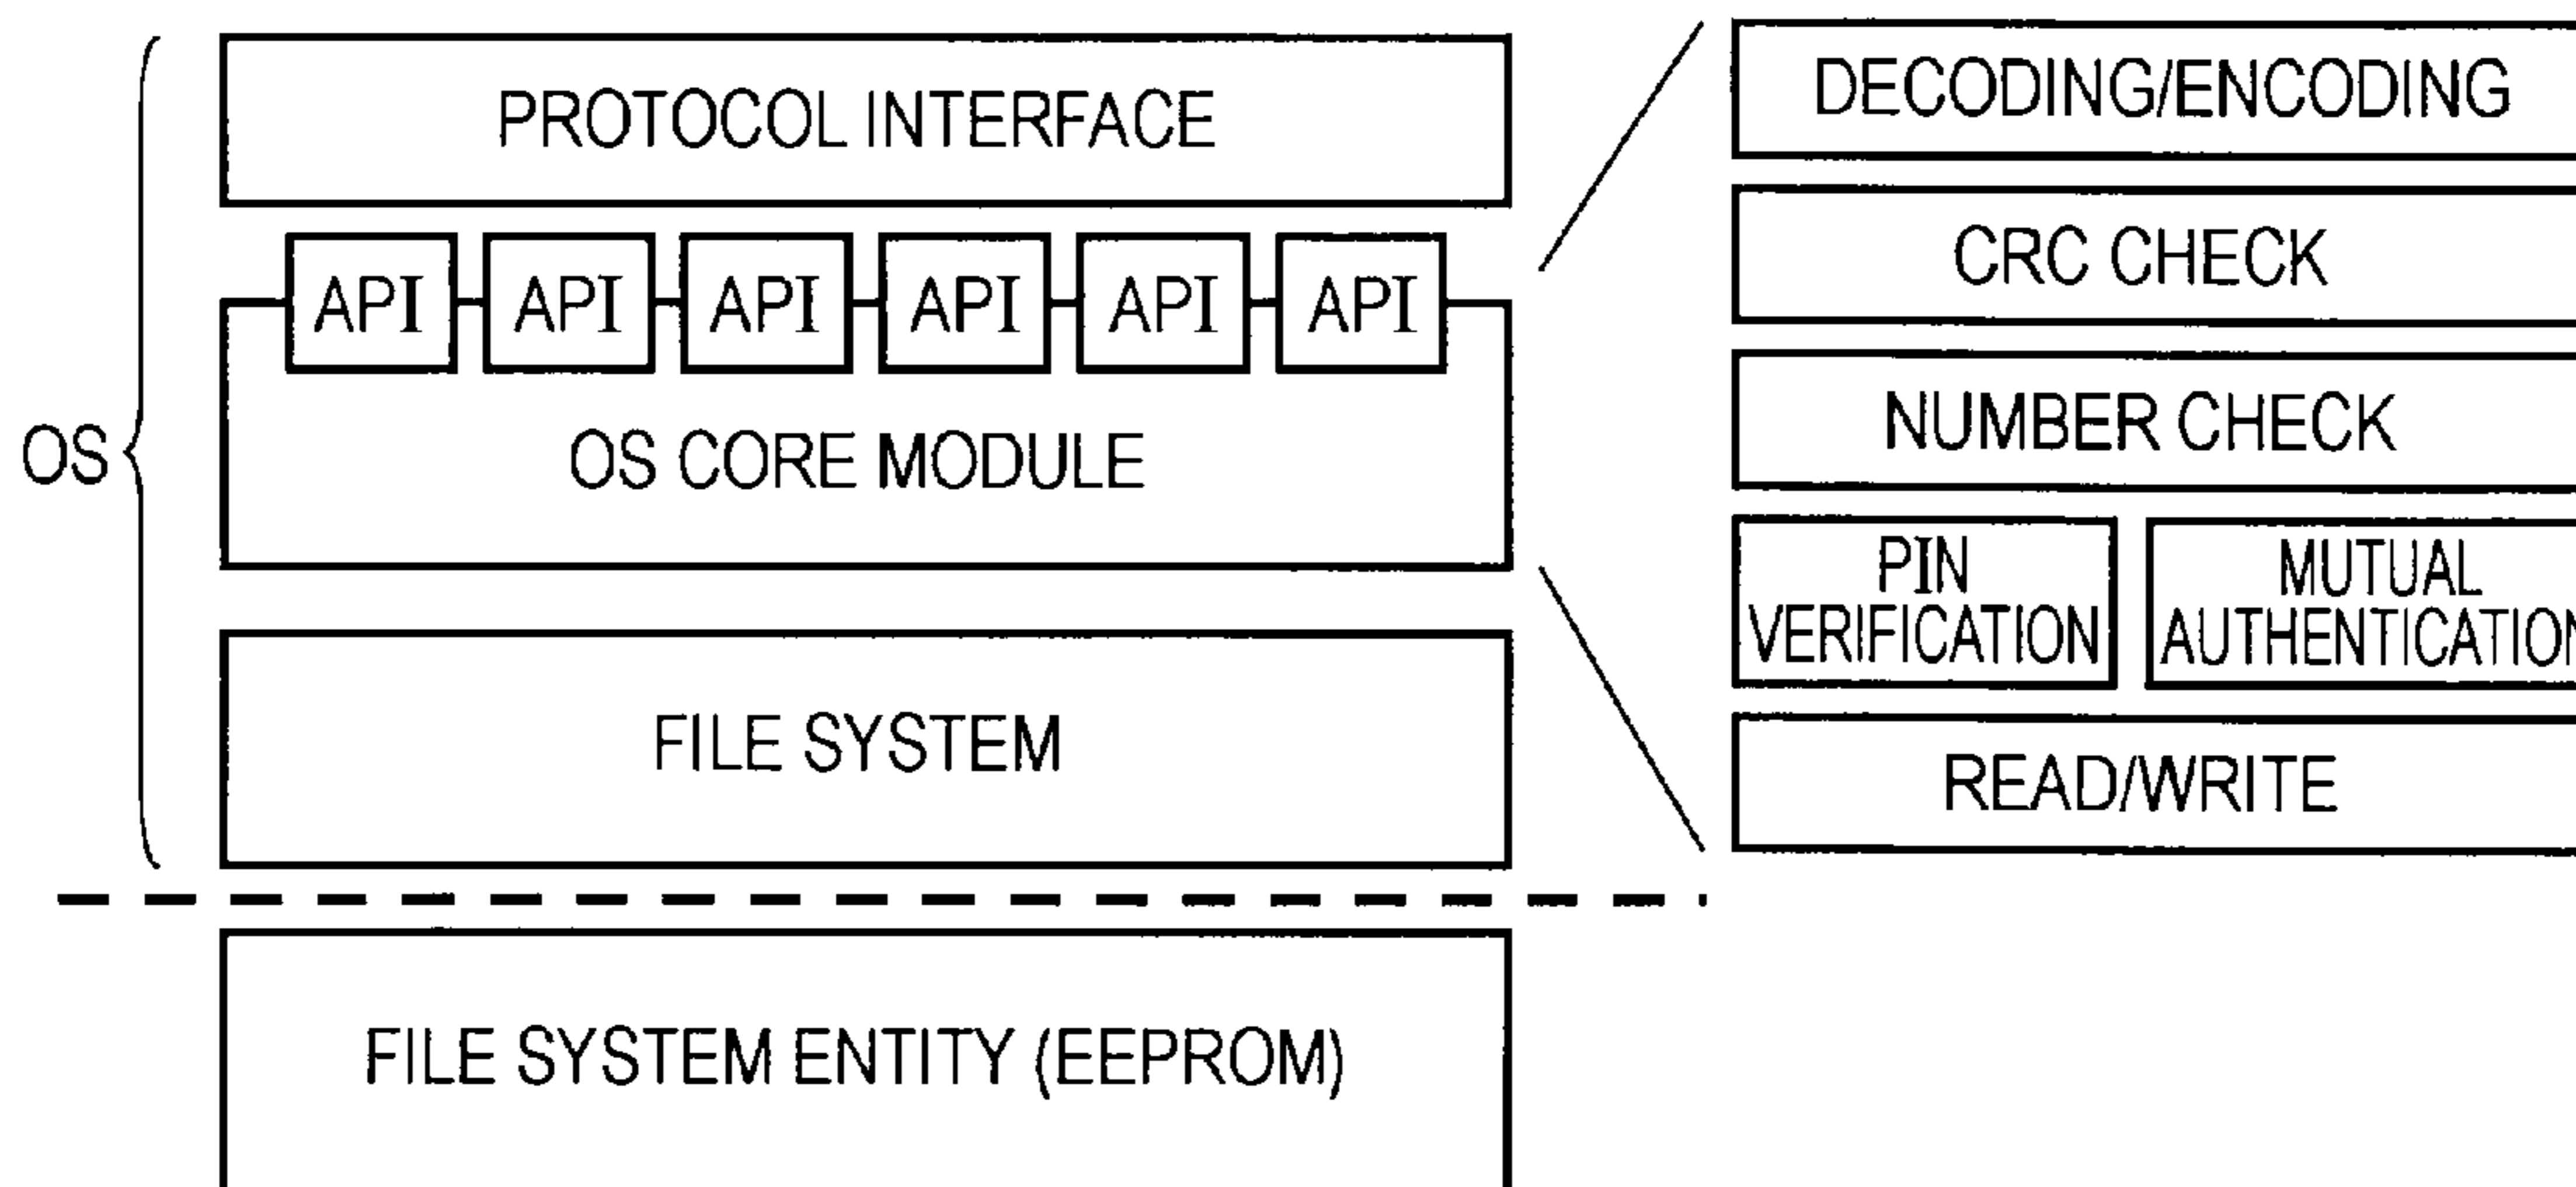 PROTOCOL INTERFACE
API API API API API API
OS CORE MODULE
OS
FILE SYSTEM
FILE SYSTEM ENTITY (EEPROM)
DECODING/ENCODING
CRC CHECK
NUMBER CHECK
PIN
VERIFICATION
MUTUAL
AUTHENTICATION
READ/WRITE